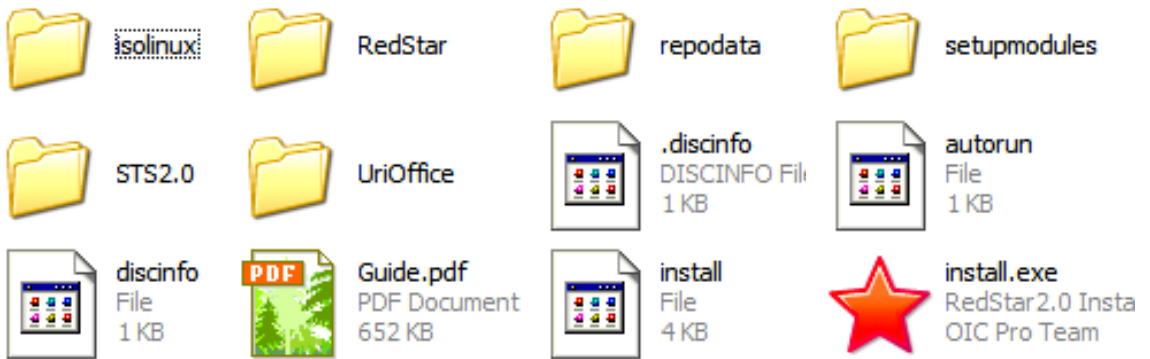 isolinux
RedStar
repodata
setupmodules
STS2.0
UriOffice
.discinfo
DISCINFO Fil
1 KB
autorun
File
1 KB
discinfo
File
1 KB
PDF
Guide.pdf
PDF Document
652 KB
install
File
4 KB
install.exe
RedStar2.0 Insta
OIC Pro Team